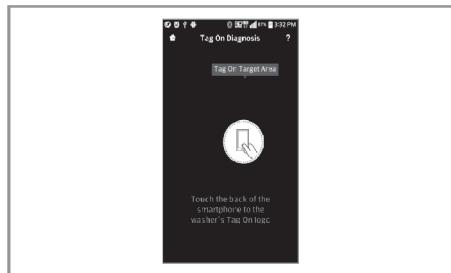 87% 3:32 PM
Tag On Diagnosis ?
Tag On Target Area
Touch the back of the
smartphone to the
washer's Tag On logo